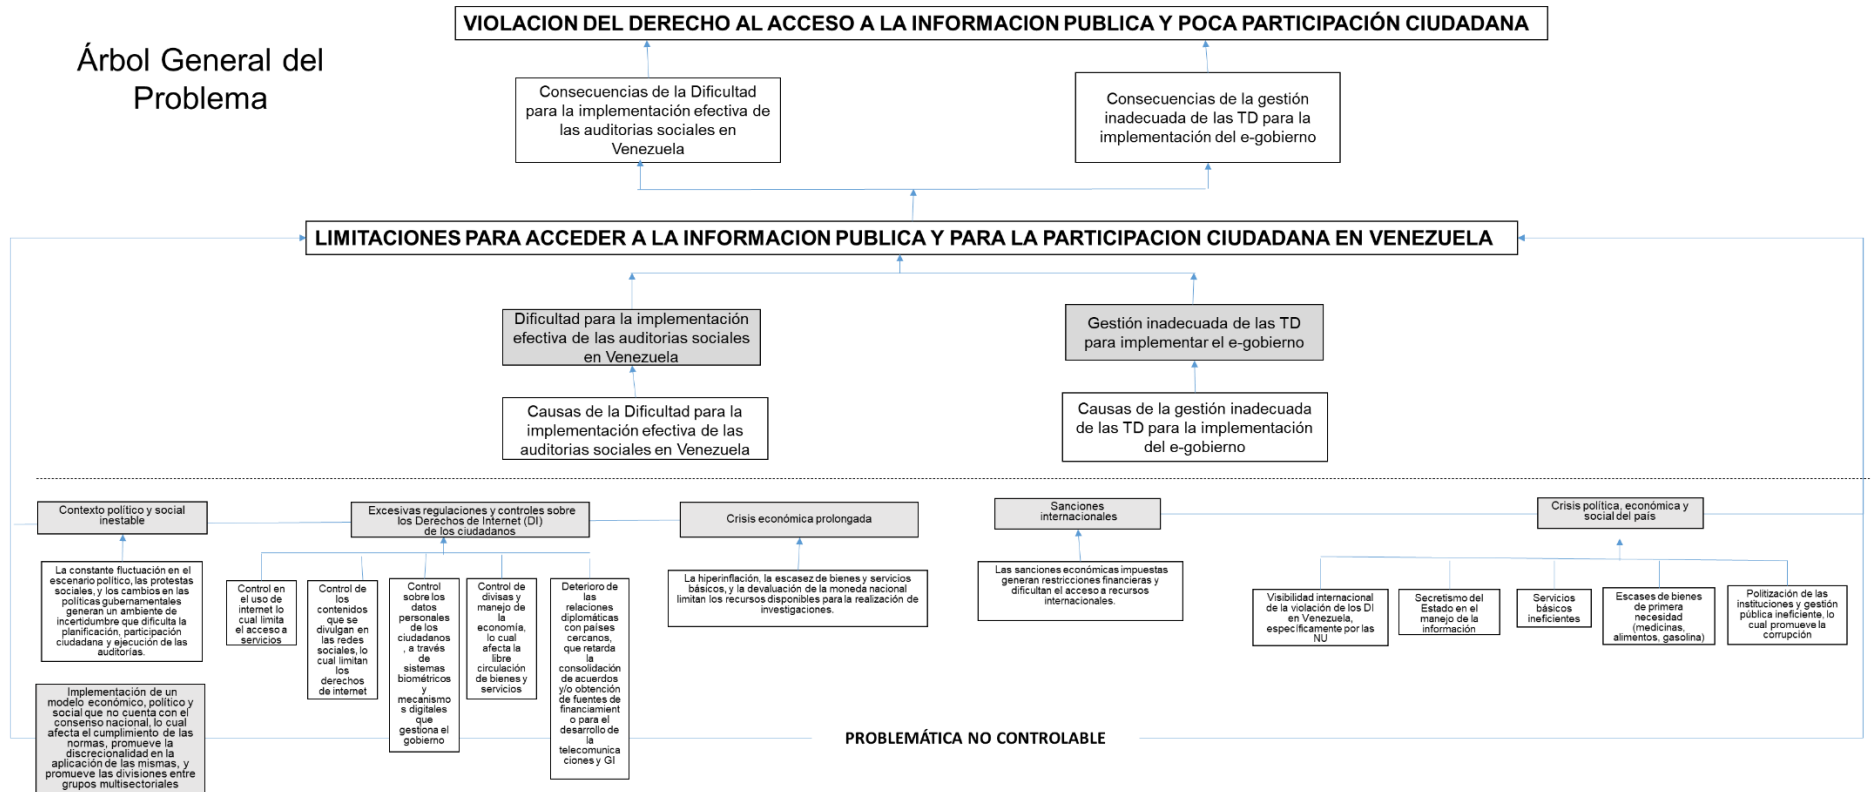 VIOLACION DEL DERECHO AL ACCESO A LA INFORMACION PUBLICA Y POCA PARTICIPACIÓN CIUDADANA
Árbol General del
Problema
Consecuencias de la Dificultad
para la implementación efectiva de
las auditorias sociales en
Venezuela
Consecuencias de la gestión
inadecuada de las TD para la
implementación del e-gobierno
LIMITACIONES PARA ACCEDER A LA INFORMACION PUBLICA Y PARA LA PARTICIPACION CIUDADANA EN VENEZUELA
Dificultad para la implementación
efectiva de las auditorias sociales
en Venezuela
Gestión inadecuada de las TD
para implementar el e-gobierno
Causas de la Dificultad para la
implementación efectiva de las
auditorias sociales en Venezuela
Causas de la gestión inadecuada
de las TD para la implementación
del e-gobierno
Contexto político y social
inestable
Excesivas regulaciones y controles sobre
los Derechos de Internet (DI)
de los ciudadanos
Crisis económica prolongada
Sanciones
internacionales
Crisis política, económica y
social del país
La constante fluctuación en el
escenario político, las protestas
sociales, y los cambios en las
políticas gubernamentales
generan un ambiente de
incertidumbre que dificulta la
planificación, participación
ciudadana y ejecución de las
auditorías.
Control en
el uso de
internet lo
cual limita
el acceso a
servicios
Control de
los
contenidos
que se
divulgan en
las redes
sociales, lo
cual limitan
los
derechos
de internet
Control
sobre los
datos
personales
de los
ciudadanos
, a través
de
sistemas
biométricos
y
mecanismo
s digitales
que
gestiona el
gobierno
Control de
divisas y
manejo de
la
economía,
lo cual
afecta la
libre
circulación
de bienes y
servicios
Deterioro de
las
relaciones
diplomáticas
con países
cercanos,
que retarda
la
consolidación
de acuerdos
y/o obtención
de fuentes de
financiamient
o para el
desarrollo de
la
telecomunica
ciones y GI
La hiperinflación, la escasez de bienes y servicios
básicos, y la devaluación de la moneda nacional
limitan los recursos disponibles para la realización de
investigaciones.
Las sanciones económicas impuestas
generan restricciones financieras y
dificultan el acceso a recursos
internacionales.
Visibilidad internacional
de la violación de los DI
en Venezuela,
específicamente por las
NU
Secretismo del
Estado en el
manejo de la
información
Servicios
básicos
ineficientes
Escases de bienes
de primera
necesidad
(medicinas,
alimentos, gasolina)
Politización de las
instituciones y gestión
pública ineficiente, lo
cual promueve la
corrupción
Implementación de un
modelo económico, político y
social que no cuenta con el
consenso nacional, lo cual
afecta el cumplimiento de las
normas, promueve la
discrecionalidad en la
aplicación de las mismas, y
promueve las divisiones entre
grupos multisectoriales
PROBLEMÁTICA NO CONTROLABLE